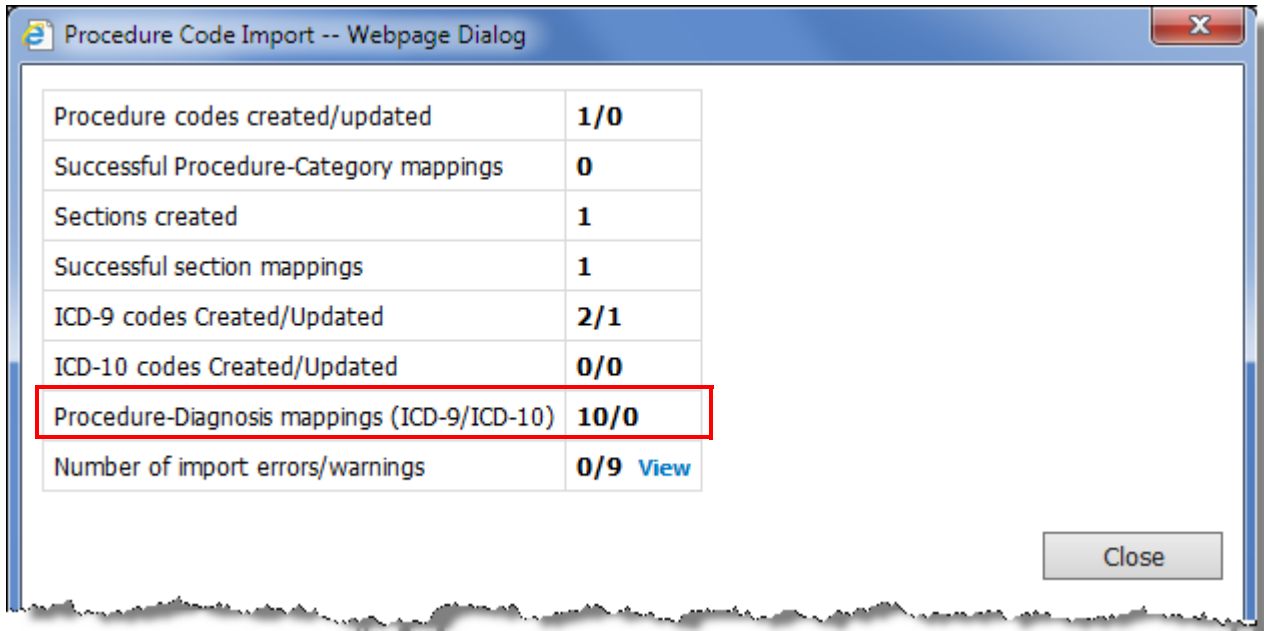 Procedure Code Import -- Webpage Dialog
Procedure codes created/updated 1/0
Successful Procedure-Category mappings 0
Sections created 1
Successful section mappings 1
ICD-9 codes Created/Updated 2/1
ICD-10 codes Created/Updated 0/0
Procedure-Diagnosis mappings (ICD-9/ICD-10) 10/0
Number of import errors/warnings 0/9 View
Close